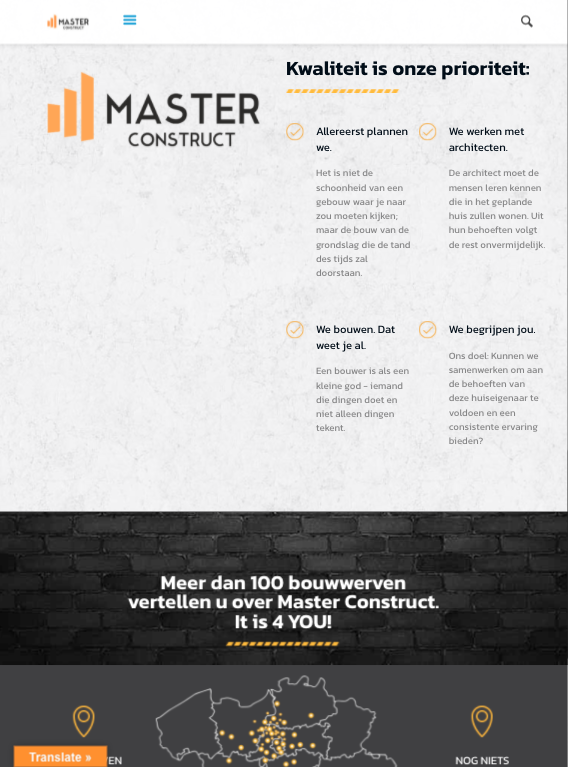 MASTER
CONSTRUCT
MASTER
CONSTRUCT
Kwaliteit is onze prioriteit:
Allereerst plannen
we.
Het is niet de
schoonheid van een
gebouw waar je naar
zou moeten kijken;
maar de bouw van de
grondslag die de tand
des tijds zal
doorstaan.
We werken met
architecten.
De architect moet de
mensen leren kennen
die in het geplande
huis zullen wonen. Uit
hun behoeften volgt
de rest onvermijdelijk.
We bouwen. Dat
weet je al.
Een bouwer is als een
kleine god – iemand
die dingen doet en
niet alleen dingen
tekent.
We begrijpen jou.
Ons doel: Kunnen we
samenwerken om aan
de behoeften van
deze huiseigenaar te
voldoen en een
consistente ervaring
bieden?
Meer dan 100 bouwwerven
vertellen u over Master Construct.
It is 4 YOU!
Translate »
NOG NIETS